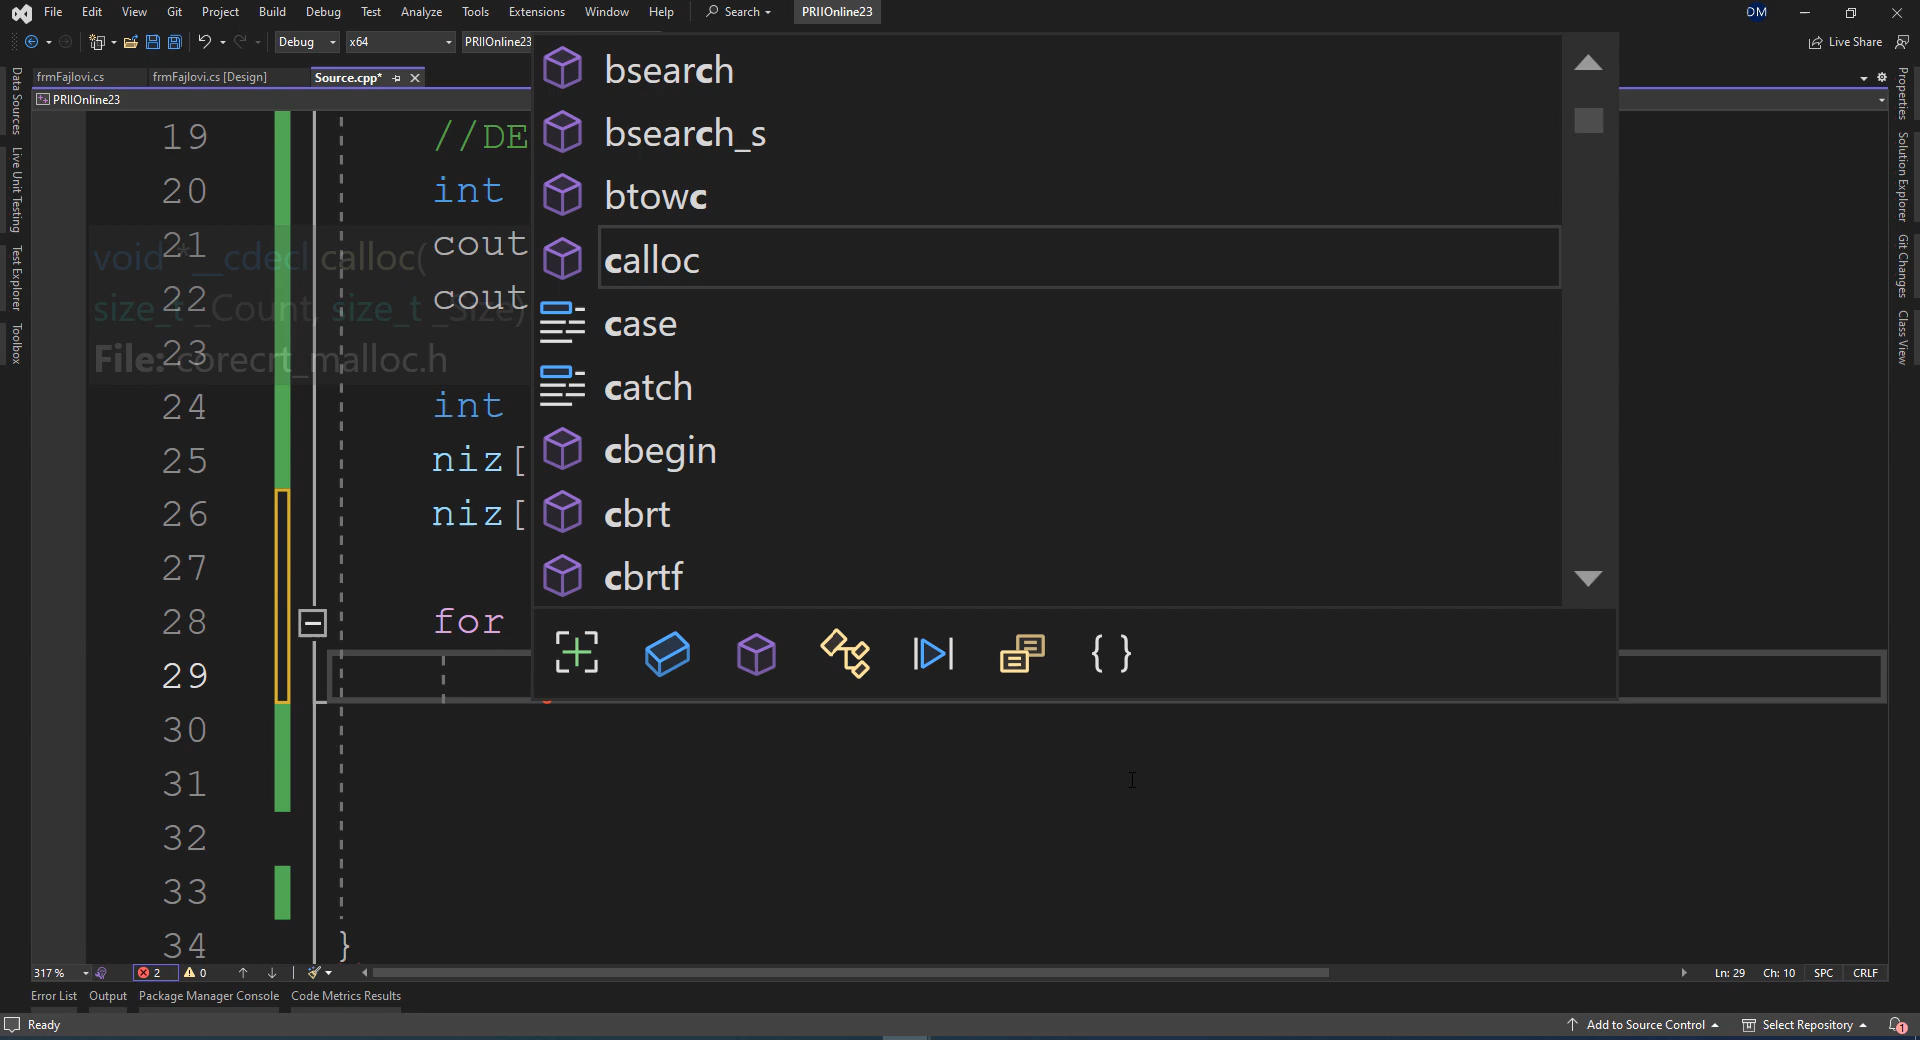 File Edit View Git Project Build Debug Test Analyze Tools Extensions Window Help Search PRIIOnline23 OM
Debug x64 PRIIOnline23 Live Share
frmFajlovi.cs frmFajlovi.cs [Design] Source.cpp*
PRIIOnline23
Data Sources
Live Unit Testing
Test Explorer
Toolbox
19 //DE
20 int
21 cout
22 cout
23
24 int
25 niz[
26 niz[
27
28 for
29
30
31
32
33
34 }
void *__cdecl calloc(
size_t _Count, size_t _Size)
File: corecrt_malloc.h
bsearch
bsearch_s
btowc
calloc
case
catch
cbegin
cbrt
cbrtf
{ }
Properties
Solution Explorer
Git Changes
Class View
317 % 2 0 Ln: 29 Ch: 10 SPC CRLF
Error List Output Package Manager Console Code Metrics Results
Ready Add to Source Control Select Repository 1